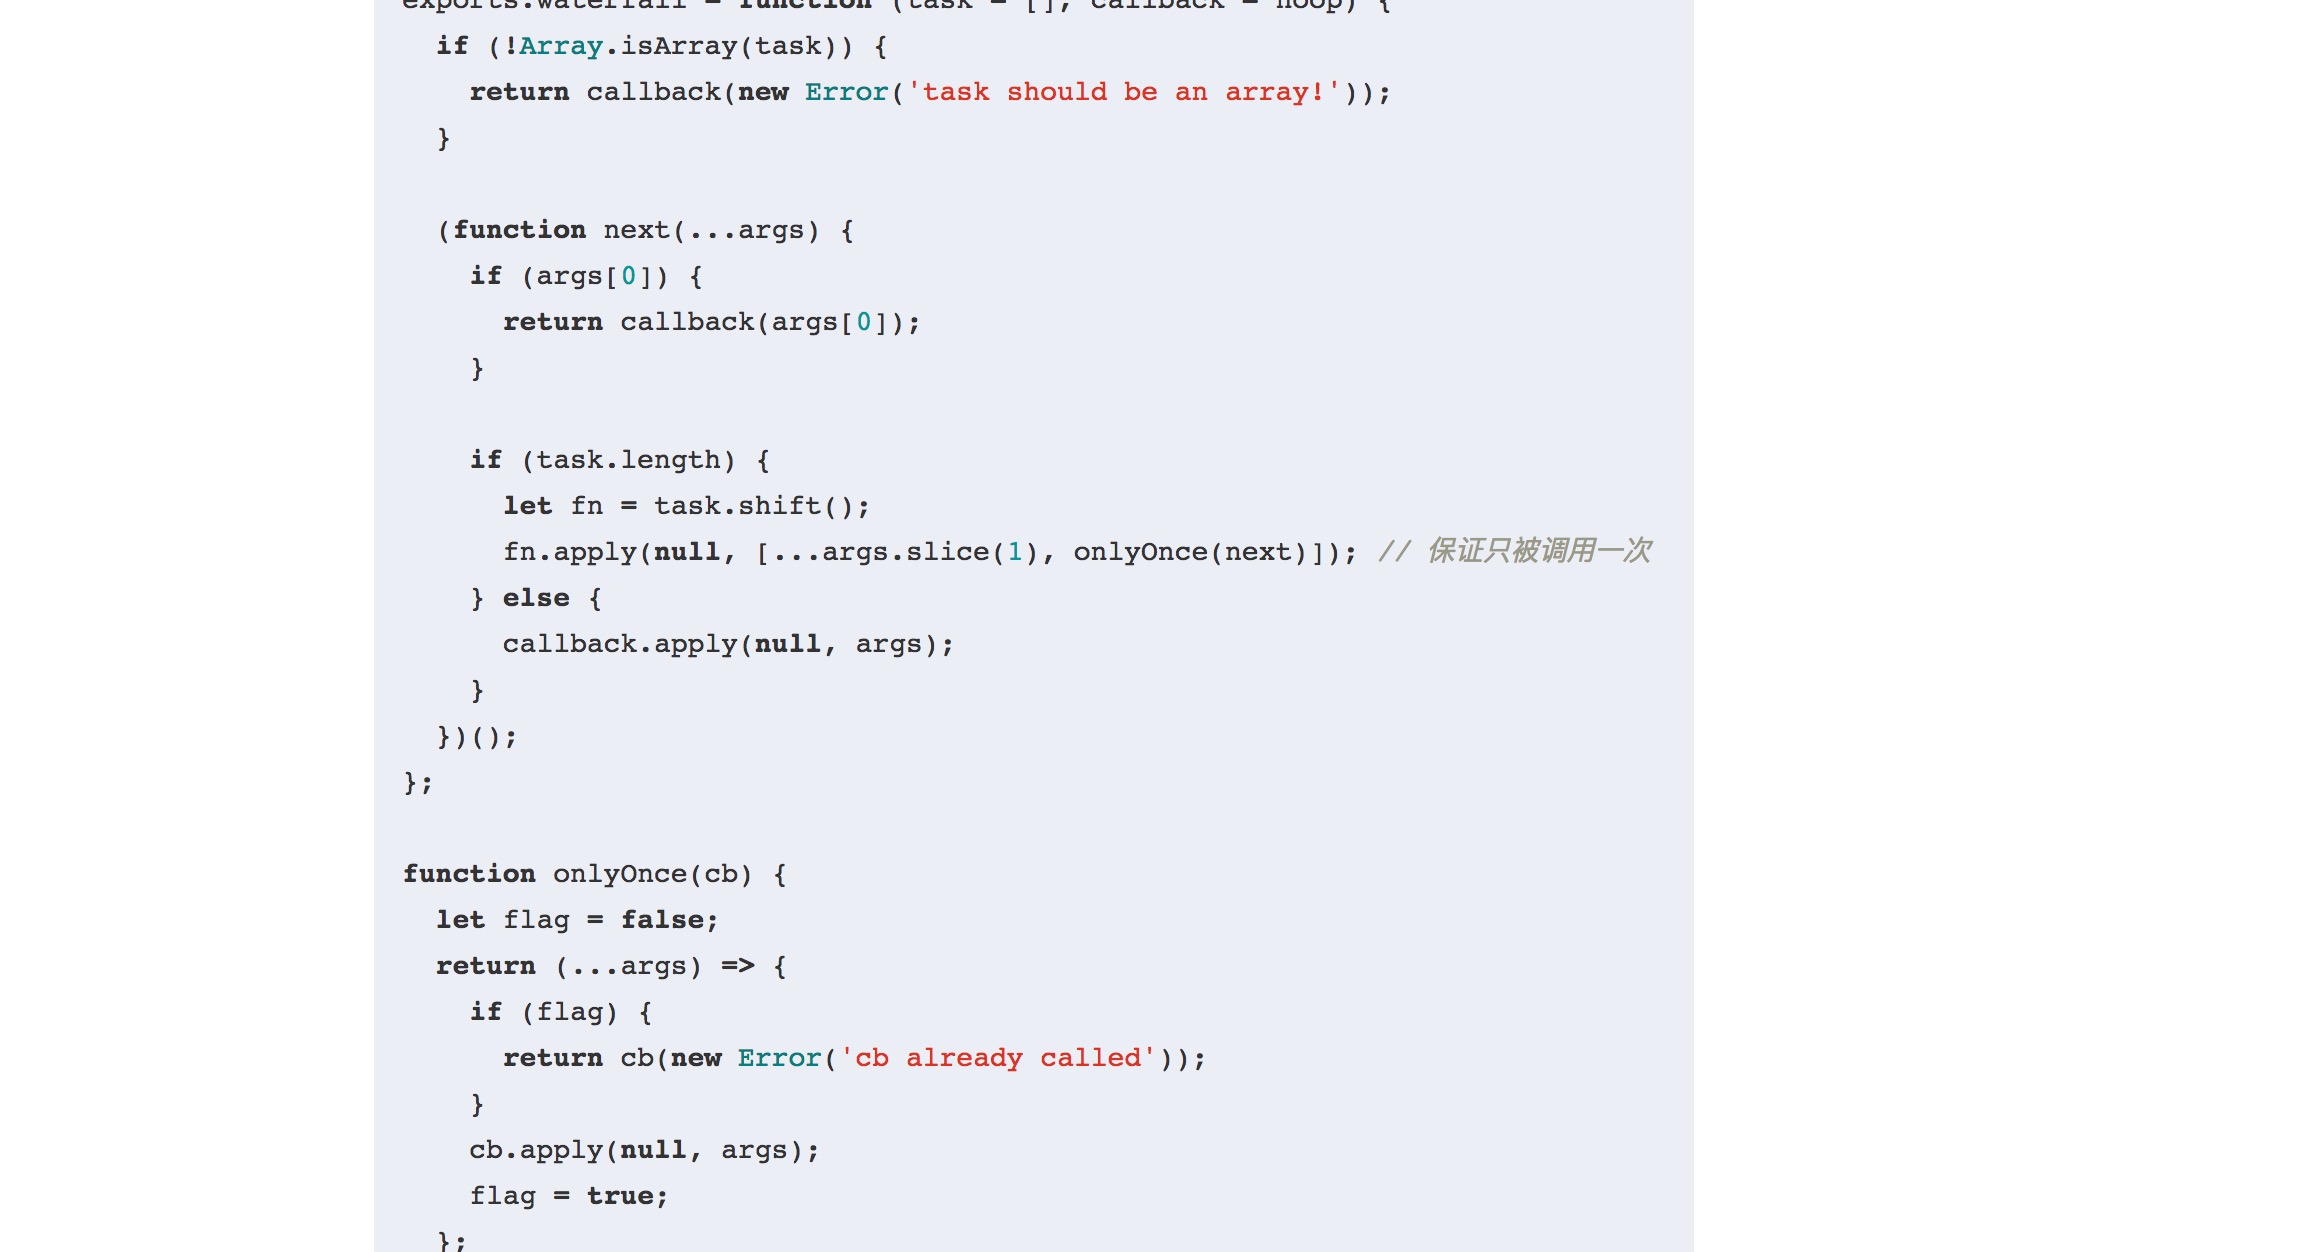 exports.waterfall = function (task = [], callback = noop) {
if (!Array.isArray(task)) {
return callback(new Error('task should be an array!'));
}
(function next(...args) {
if (args[0]) {
return callback(args[0]);
}
if (task.length) {
let fn = task.shift();
fn.apply(null, [...args.slice(1), onlyOnce(next)]); // 保证只被调用一次
} else {
callback.apply(null, args);
}
})();
};
function onlyOnce(cb) {
let flag = false;
return (...args) => {
if (flag) {
return cb(new Error('cb already called'));
}
cb.apply(null, args);
flag = true;
};